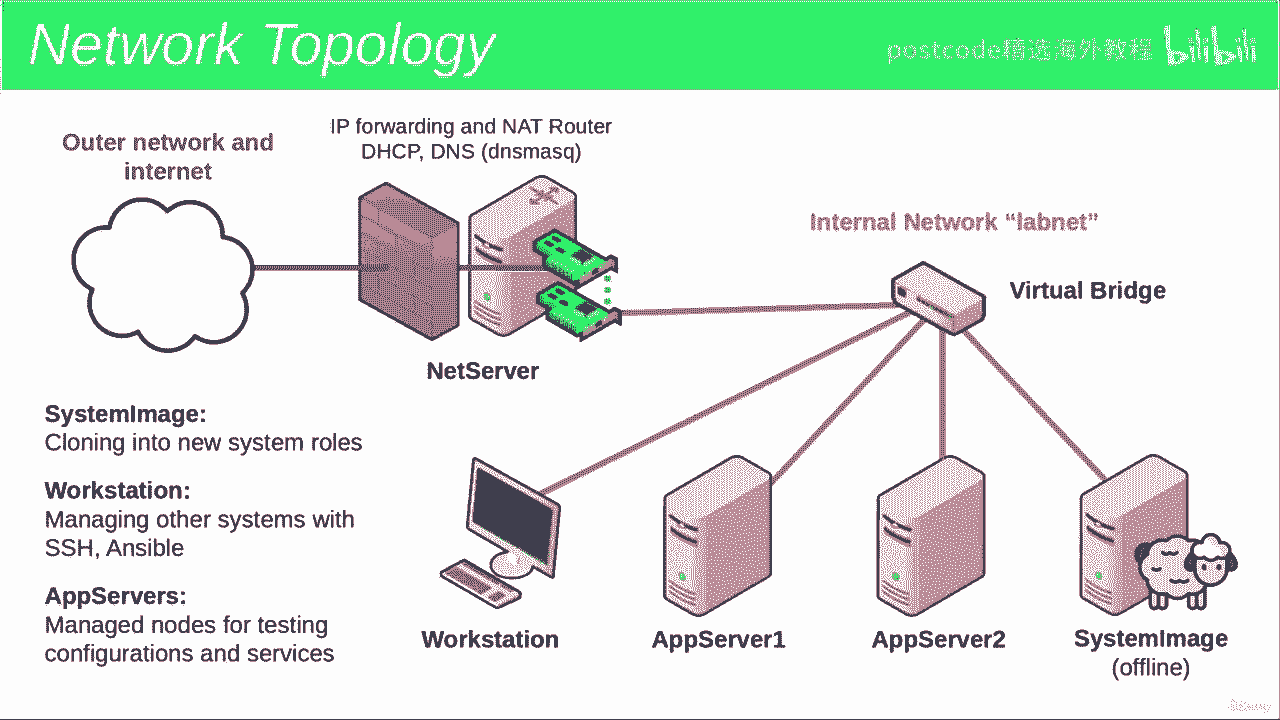 Network Topology
postcode精选海外教程 bilibili
Outer network and
internet
IP forwarding and NAT Router
DHCP, DNS (dnsmasq)
Internal Network “labnet”
Virtual Bridge
NetServer
SystemImage:
Cloning into new system roles
Workstation:
Managing other systems with
SSH, Ansible
AppServers:
Managed nodes for testing
configurations and services
Workstation
AppServer1
AppServer2
SystemImage
(offline)
Udemy